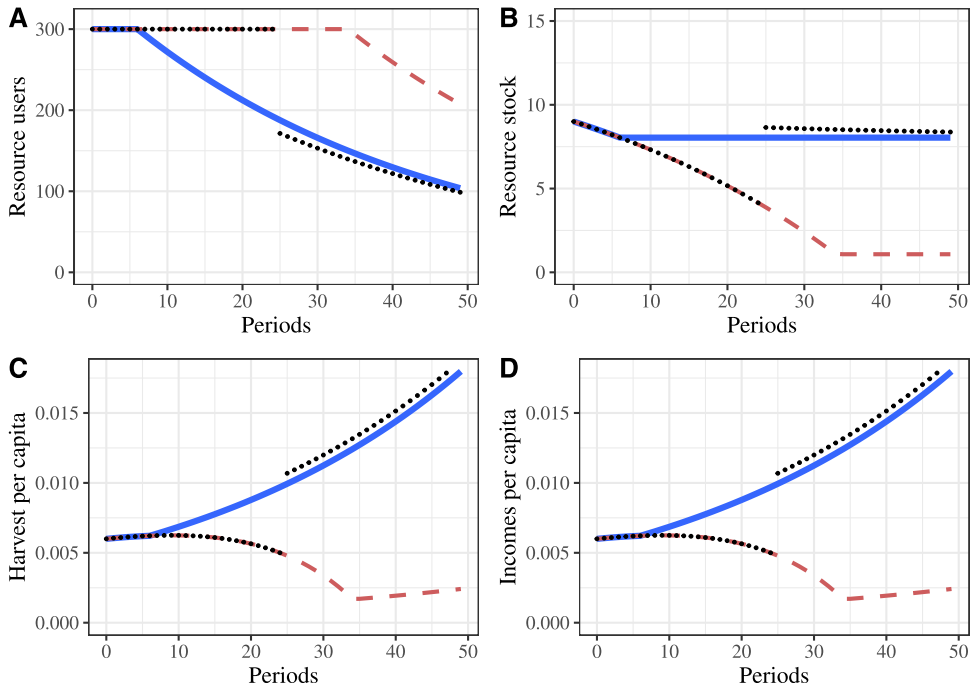 A
Resource users
300
200
100
0
0 10 20 30 40 50
Periods
B
Resource stock
15
10
5
0
0 10 20 30 40 50
Periods
C
Harvest per capita
0.015
0.010
0.005
0.000
0 10 20 30 40 50
Periods
D
Incomes per capita
0.015
0.010
0.005
0.000
0 10 20 30 40 50
Periods